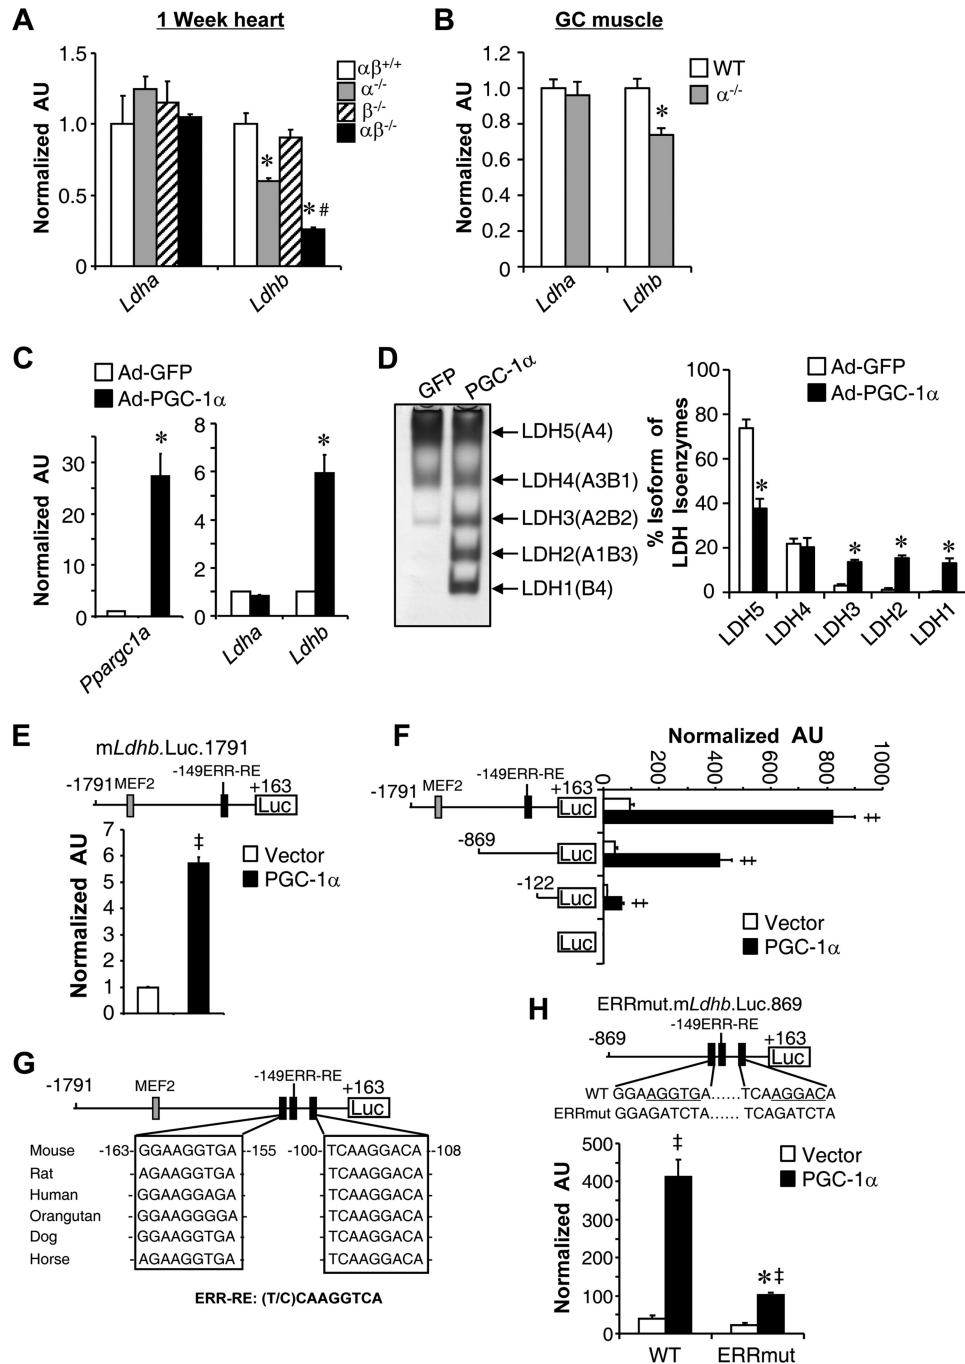 A
1 Week heart
Normalized AU
1.5
1.0
0.5
0
αβ+/+
α-/-
β-/-
αβ-/-
*
* #
Ldha
Ldhb
B
GC muscle
Normalized AU
1.2
1.0
0.8
0.6
0.4
0.2
0
WT
α-/-
*
Ldha
Ldhb
C
Ad-GFP
Ad-PGC-1α
Normalized AU
30
20
10
0
*
Ppargc1a
8
6
4
2
0
*
Ldha
Ldhb
D
GFP
PGC-1α
LDH5(A4)
LDH4(A3B1)
LDH3(A2B2)
LDH2(A1B3)
LDH1(B4)
% Isoform of
LDH Isoenzymes
100
80
60
40
20
0
Ad-GFP
Ad-PGC-1α
*
*
*
*
LDH5
LDH4
LDH3
LDH2
LDH1
E
mLdhb.Luc.1791
-149ERR-RE
-1791
MEF2
+163
Luc
Normalized AU
7
6
5
4
3
2
1
0
‡
Vector
PGC-1α
F
Normalized AU
0
200
400
600
800
1000
-149ERR-RE
-1791
MEF2
+163
Luc
‡
-869
Luc
‡
-122
Luc
‡
Luc
Vector
PGC-1α
G
-149ERR-RE
-1791
MEF2
+163
Luc
Mouse -163- GGAAGGTGA -155 -100- TCAAGGACA -108
Rat - AGAAGGTGA - - TCAAGGACA -
Human - GGAAGGAGA - - TCAAGGACA -
Orangutan - GGAAGGGGA - - TCAAGGACA -
Dog - GGAAGGTGA - - TCAAGGACA -
Horse - AGAAGGTGA - - TCAAGGACA -
ERR-RE: (T/C)CAAGGTCA
H
ERRmut.mLdhb.Luc.869
-149ERR-RE
-869
+163
Luc
WT GGAAGGTGA......TCAAGGACA
ERRmut GGAGATCTA...... TCAGATCTA
Normalized AU
500
400
300
200
100
0
‡
*‡
Vector
PGC-1α
WT
ERRmut